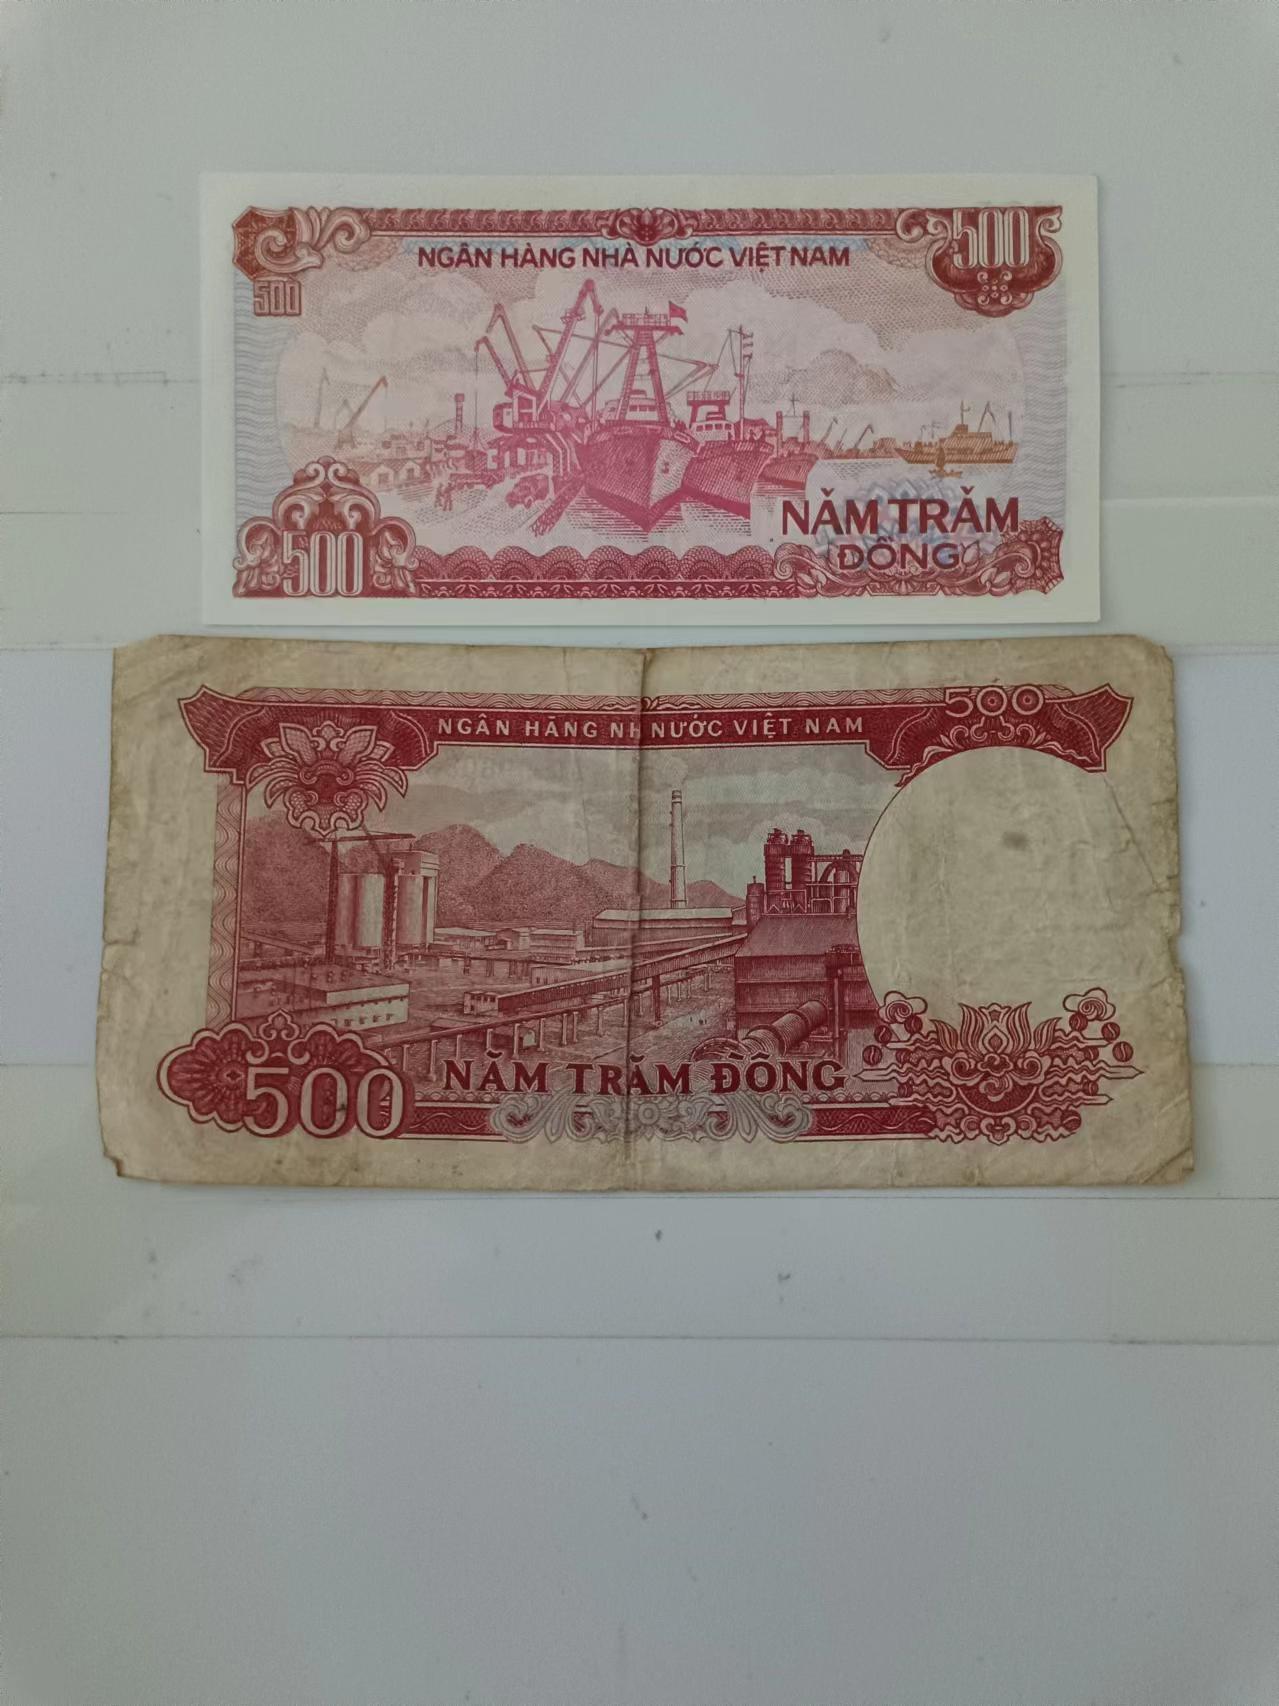 500
NGÂN HÀNG NHÀ NƯỚC VIỆT NAM
500
500
NĂM TRĂM
ĐỒNG
500
NGÂN HÀNG NH NƯỚC VIỆT NAM
500
NĂM TRĂM ĐỒNG